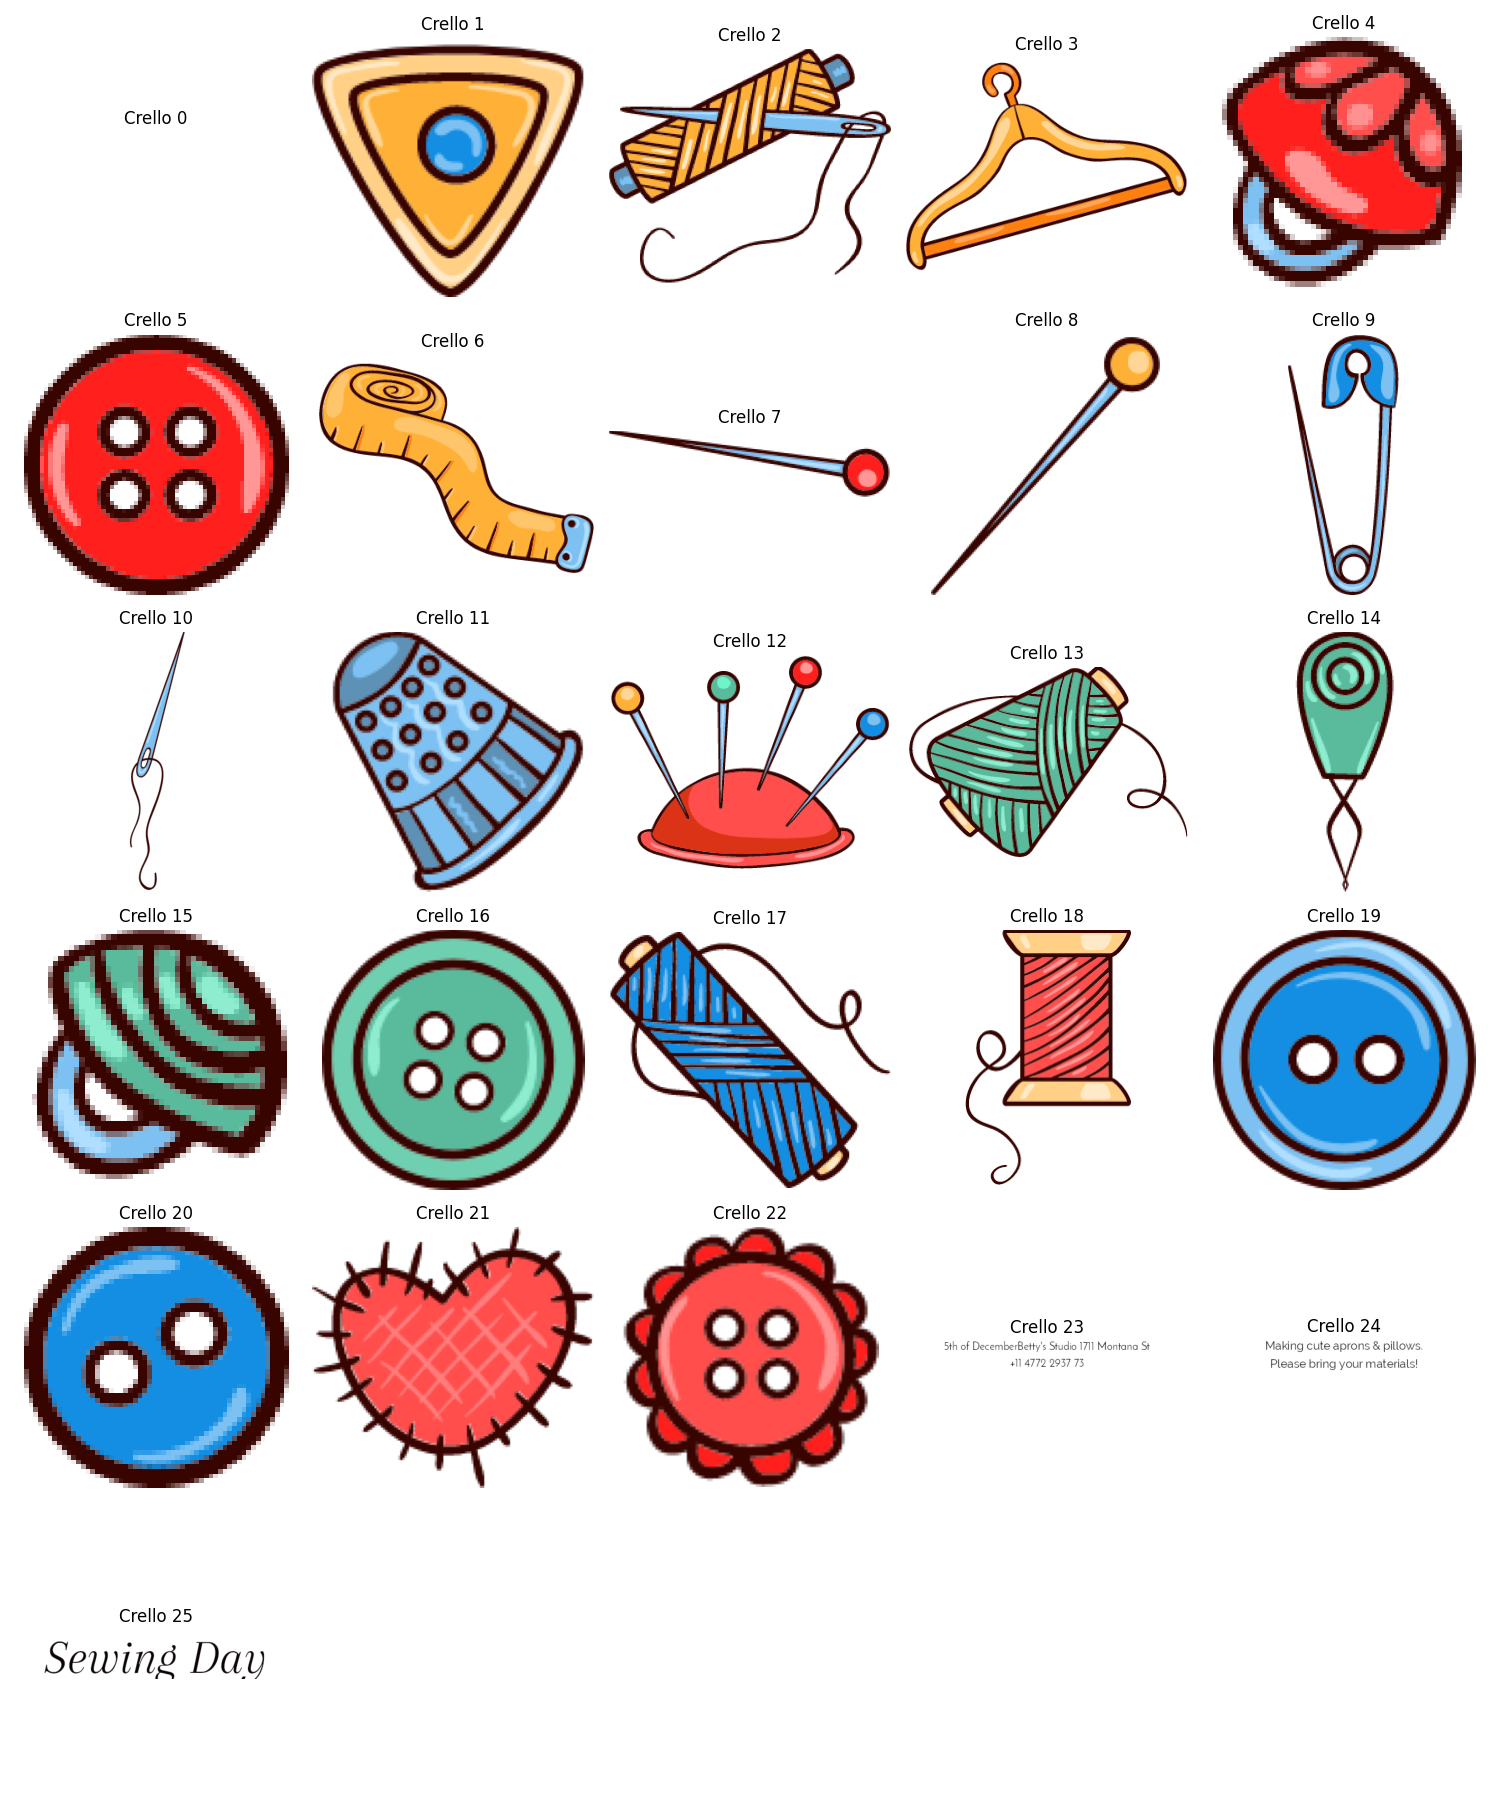 Crello 0
Crello 1
Crello 2
Crello 3
Crello 4
Crello 5
Crello 6
Crello 7
Crello 8
Crello 9
Crello 10
Crello 11
Crello 12
Crello 13
Crello 14
Crello 15
Crello 16
Crello 17
Crello 18
Crello 19
Crello 20
Crello 21
Crello 22
Crello 23
5th of DecemberBetty's Studio 1711 Montana St
+11 4772 2937 73
Crello 24
Making cute aprons & pillows.
Please bring your materials!
Crello 25
Sewing Day